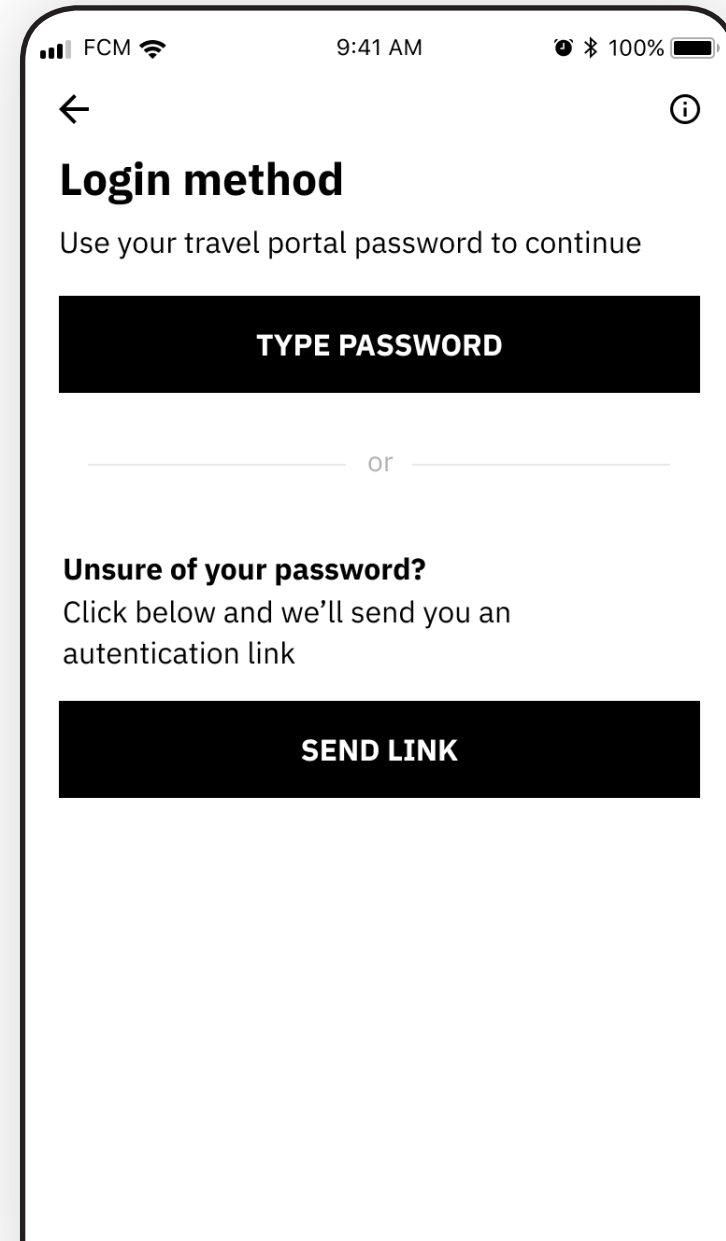 FCM 9:41 AM 100%
Login method
Use your travel portal password to continue
TYPE PASSWORD
or
Unsure of your password?
Click below and we’ll send you an
autentication link
SEND LINK